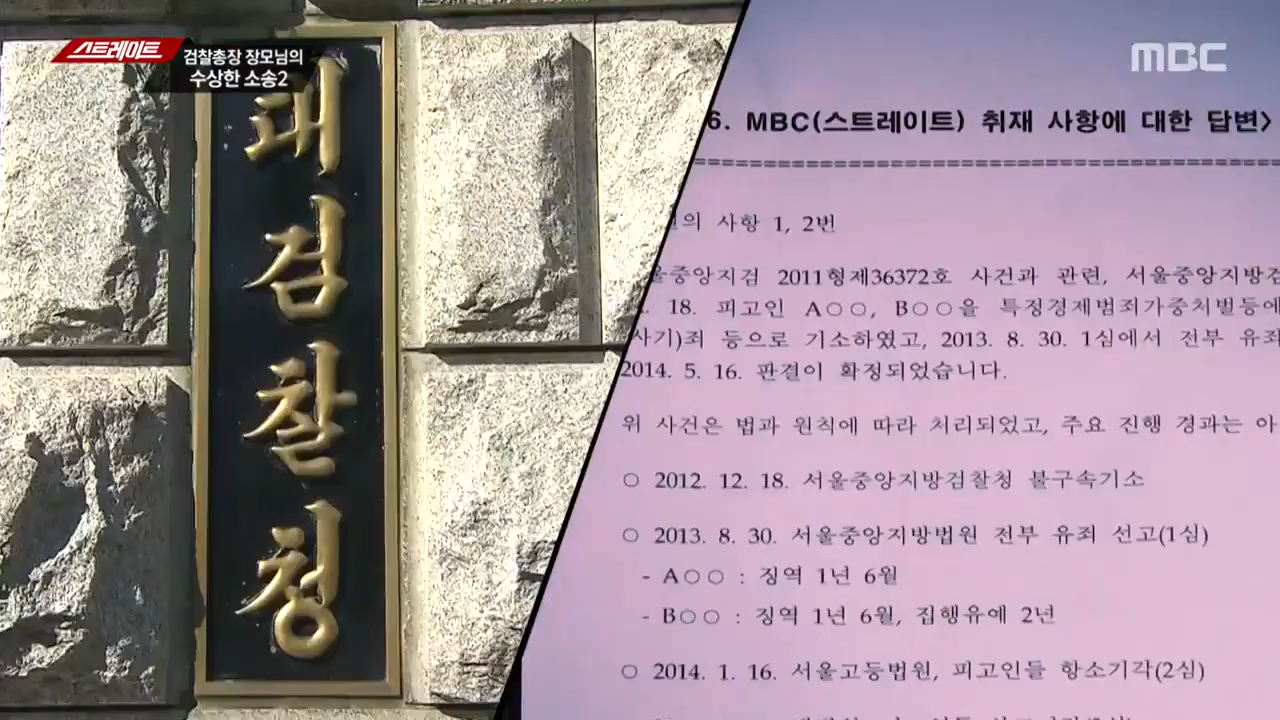 스트레이트
검찰총장 장모님의
수상한 소송2
MBC
대검찰청
6. MBC(스트레이트) 취재 사항에 대한 답변>
의 사항 1, 2번
울중앙지검 2011형제36372호 사건과 관련, 서울중앙지방검
18. 피고인 A○○, B○○을 특정경제범죄가중처벌등에
사기)죄 등으로 기소하였고, 2013. 8. 30. 1심에서 전부 유죄
2014. 5. 16. 판결이 확정되었습니다.
위 사건은 법과 원칙에 따라 처리되었고, 주요 진행 경과는 아
○ 2012. 12. 18. 서울중앙지방검찰청 불구속기소
○ 2013. 8. 30. 서울중앙지방법원 전부 유죄 선고(1심)
- A○○ : 징역 1년 6월
- B○○ : 징역 1년 6월, 집행유예 2년
○ 2014. 1. 16. 서울고등법원, 피고인들 항소기각(2심)